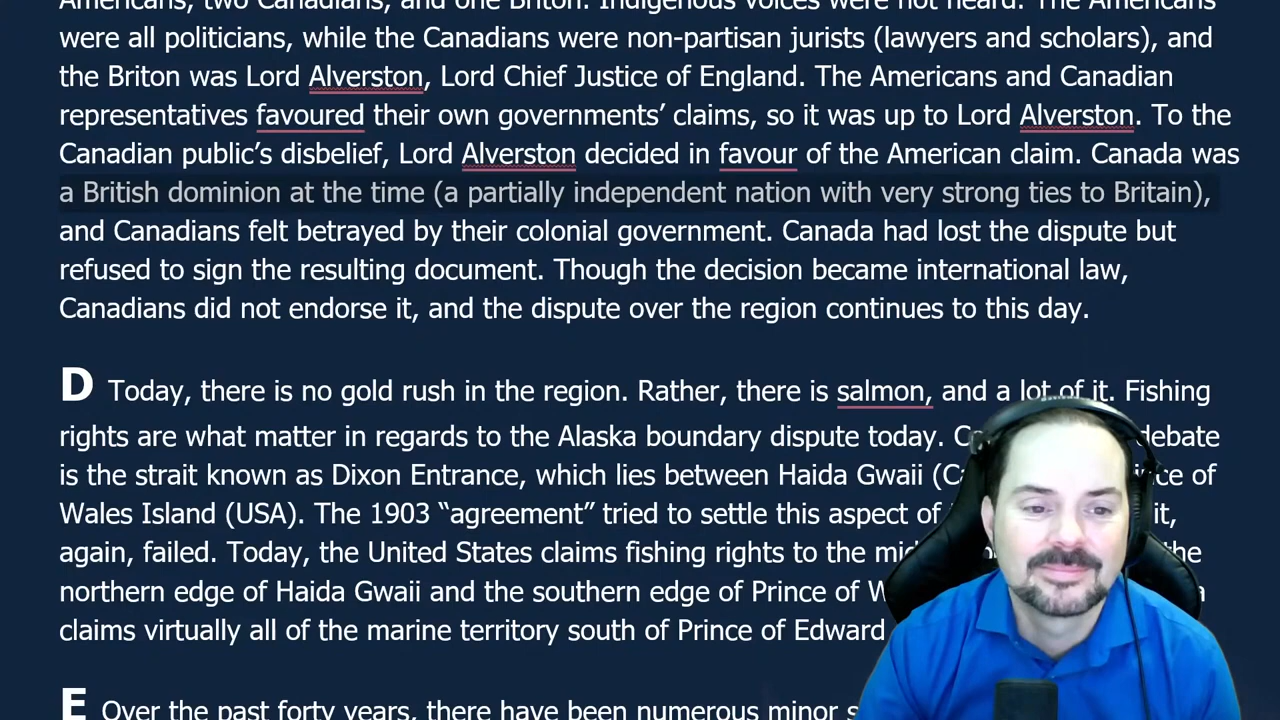 Americans, two Canadians, and one Briton. Indigenous voices were not heard. The Americans
were all politicians, while the Canadians were non-partisan jurists (lawyers and scholars), and
the Briton was Lord Alverston, Lord Chief Justice of England. The Americans and Canadian
representatives favoured their own governments’ claims, so it was up to Lord Alverston. To the
Canadian public’s disbelief, Lord Alverston decided in favour of the American claim. Canada was
a British dominion at the time (a partially independent nation with very strong ties to Britain),
and Canadians felt betrayed by their colonial government. Canada had lost the dispute but
refused to sign the resulting document. Though the decision became international law,
Canadians did not endorse it, and the dispute over the region continues to this day.
D Today, there is no gold rush in the region. Rather, there is salmon, and a lot of it. Fishing
rights are what matter in regards to the Alaska boundary dispute today. debate
is the strait known as Dixon Entrance, which lies between Haida Gwaii of
Wales Island (USA). The 1903 “agreement” tried to settle this aspect of it,
again, failed. Today, the United States claims fishing rights to the the
northern edge of Haida Gwaii and the southern edge of Prince of
claims virtually all of the marine territory south of Prince of Edward
E Over the past forty years, there have been numerous minor